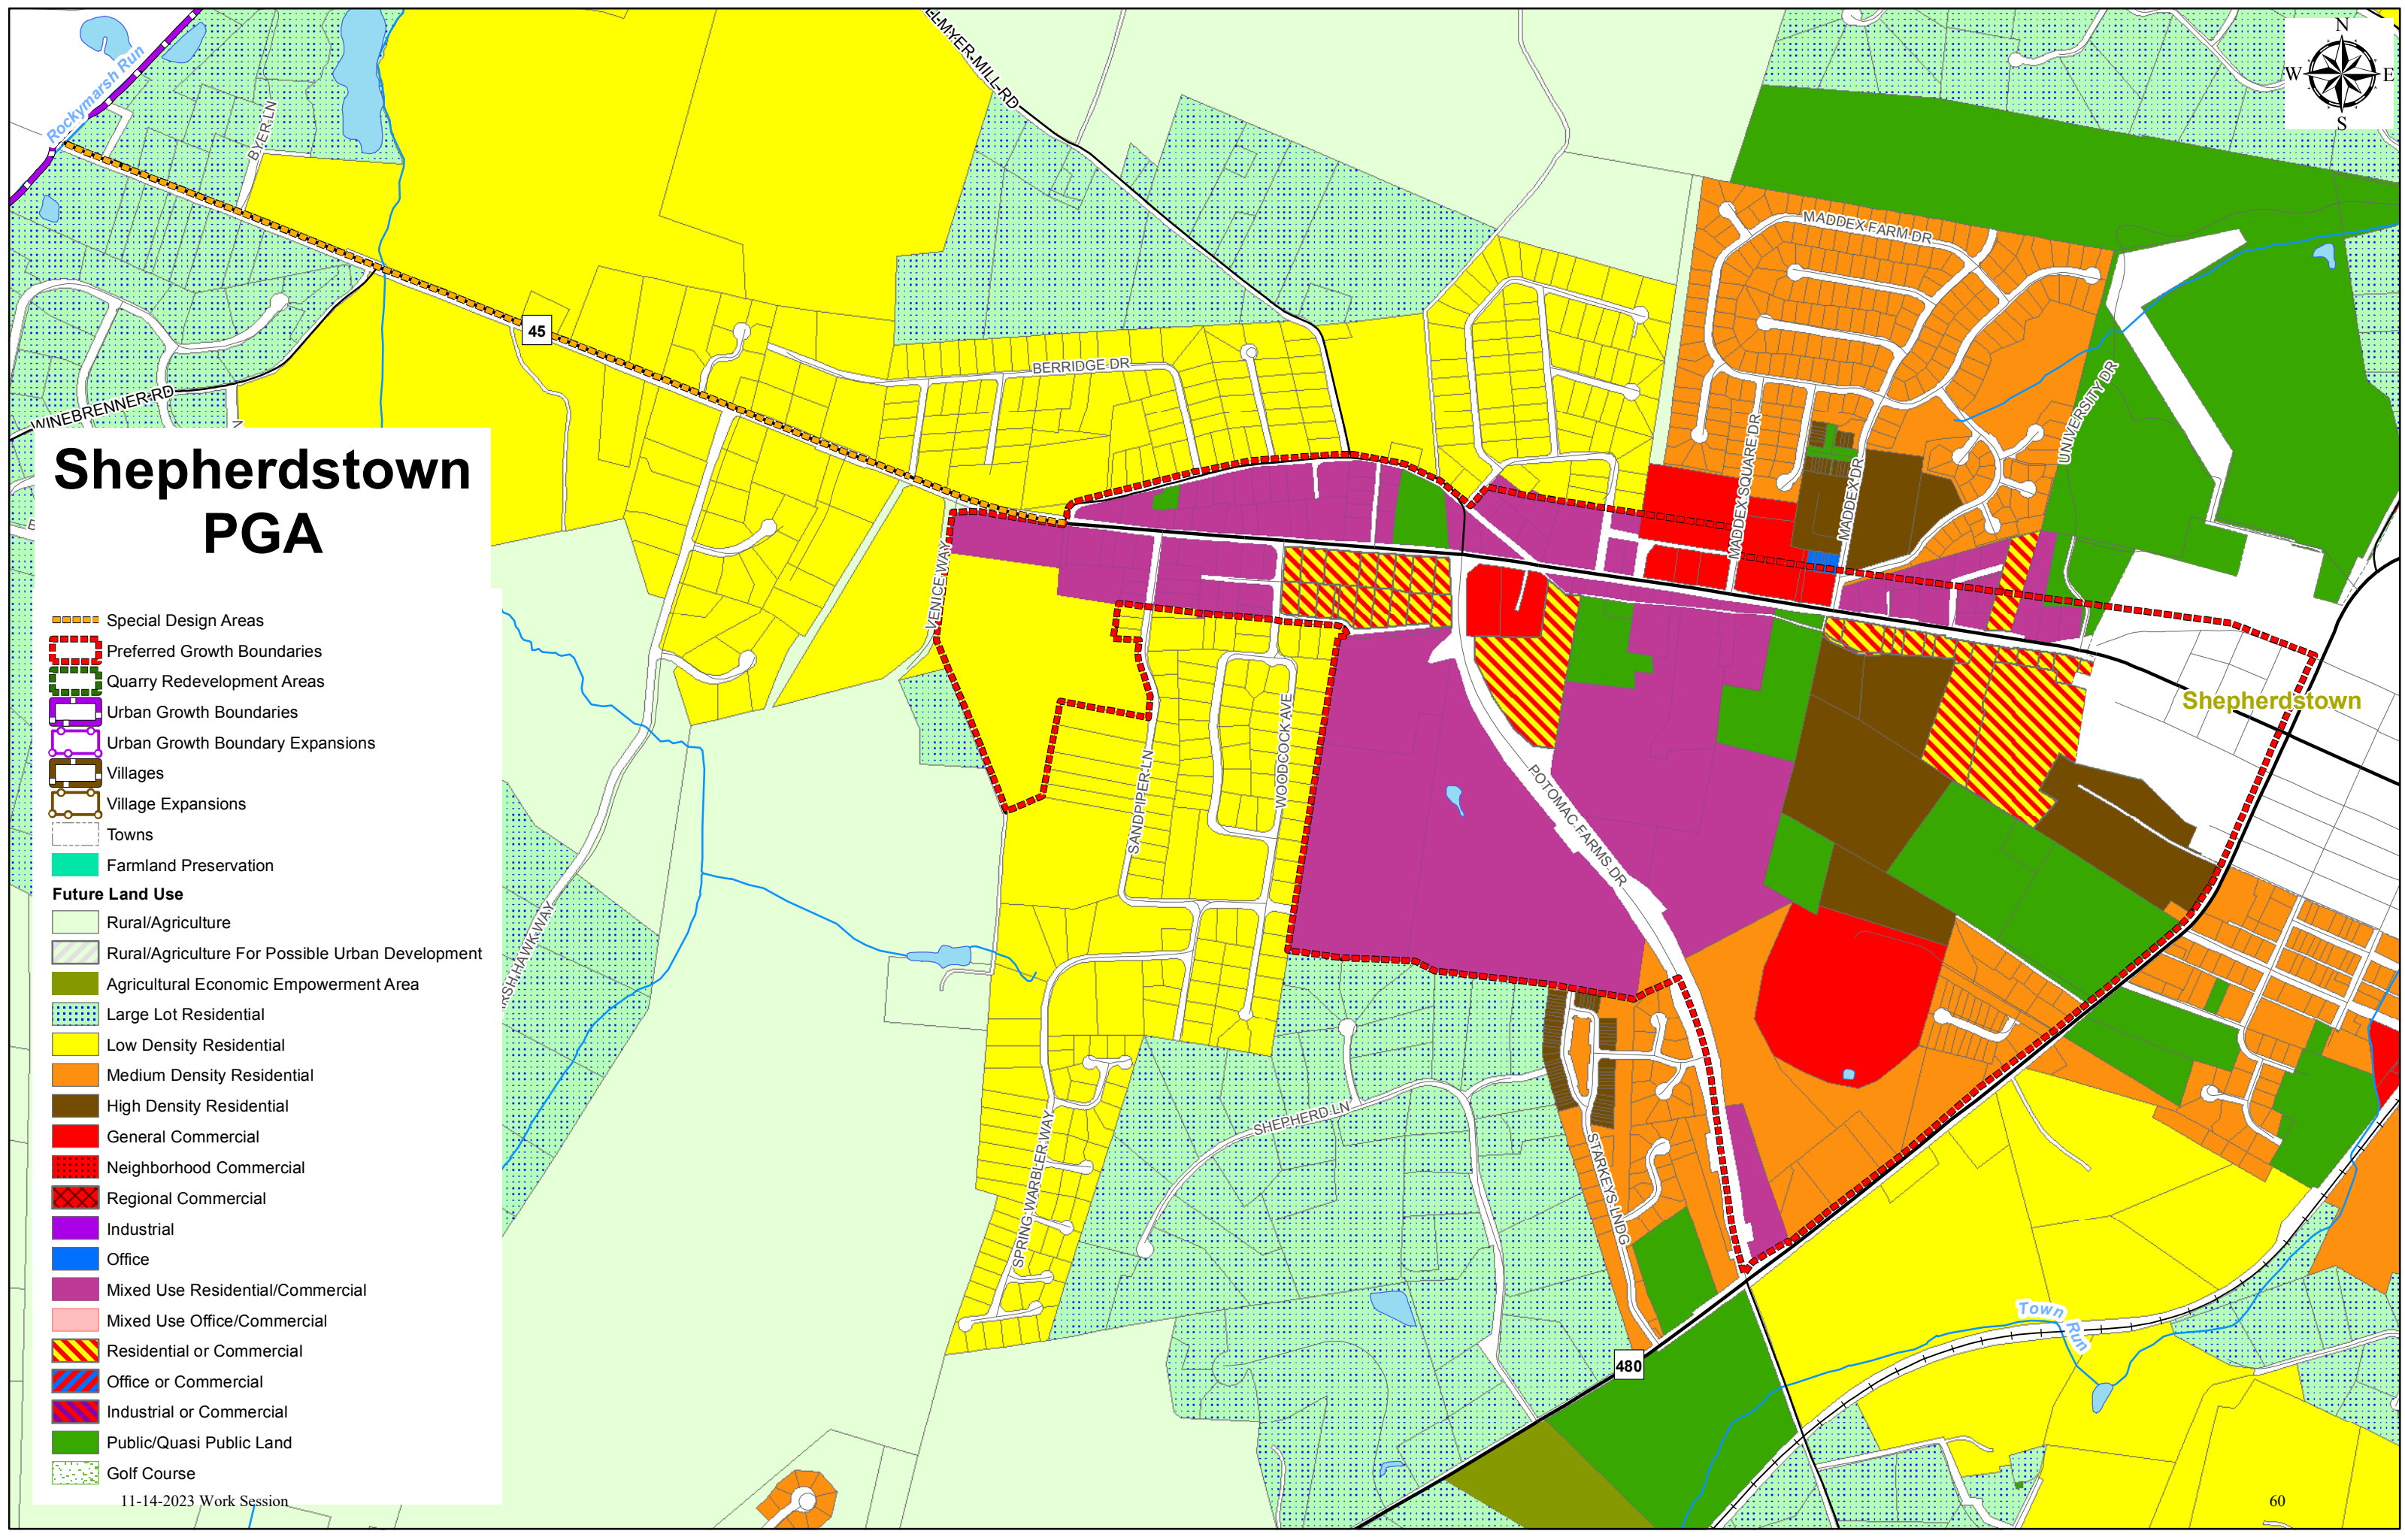 N
W E
S
Rockymarsh Run
BYER LN
MYER MILL RD
45
WINEBRENNER RD
BERRIDGE DR
MADDEX FARM DR
MADDEX SQUARE DR
MADDEX DR
UNIVERSITY DR
VENICE WAY
SANDPIPER LN
WOODCOCK AVE
POTOMAC FARMS DR
Shepherdstown
RSH HAWK WAY
SHEPHERD LN
SPRING WARBLER WAY
STARKEYS LNDG
480
Town Run
Shepherdstown
PGA
Special Design Areas
Preferred Growth Boundaries
Quarry Redevelopment Areas
Urban Growth Boundaries
Urban Growth Boundary Expansions
Villages
Village Expansions
Towns
Farmland Preservation
Future Land Use
Rural/Agriculture
Rural/Agriculture For Possible Urban Development
Agricultural Economic Empowerment Area
Large Lot Residential
Low Density Residential
Medium Density Residential
High Density Residential
General Commercial
Neighborhood Commercial
Regional Commercial
Industrial
Office
Mixed Use Residential/Commercial
Mixed Use Office/Commercial
Residential or Commercial
Office or Commercial
Industrial or Commercial
Public/Quasi Public Land
Golf Course
11-14-2023 Work Session
60